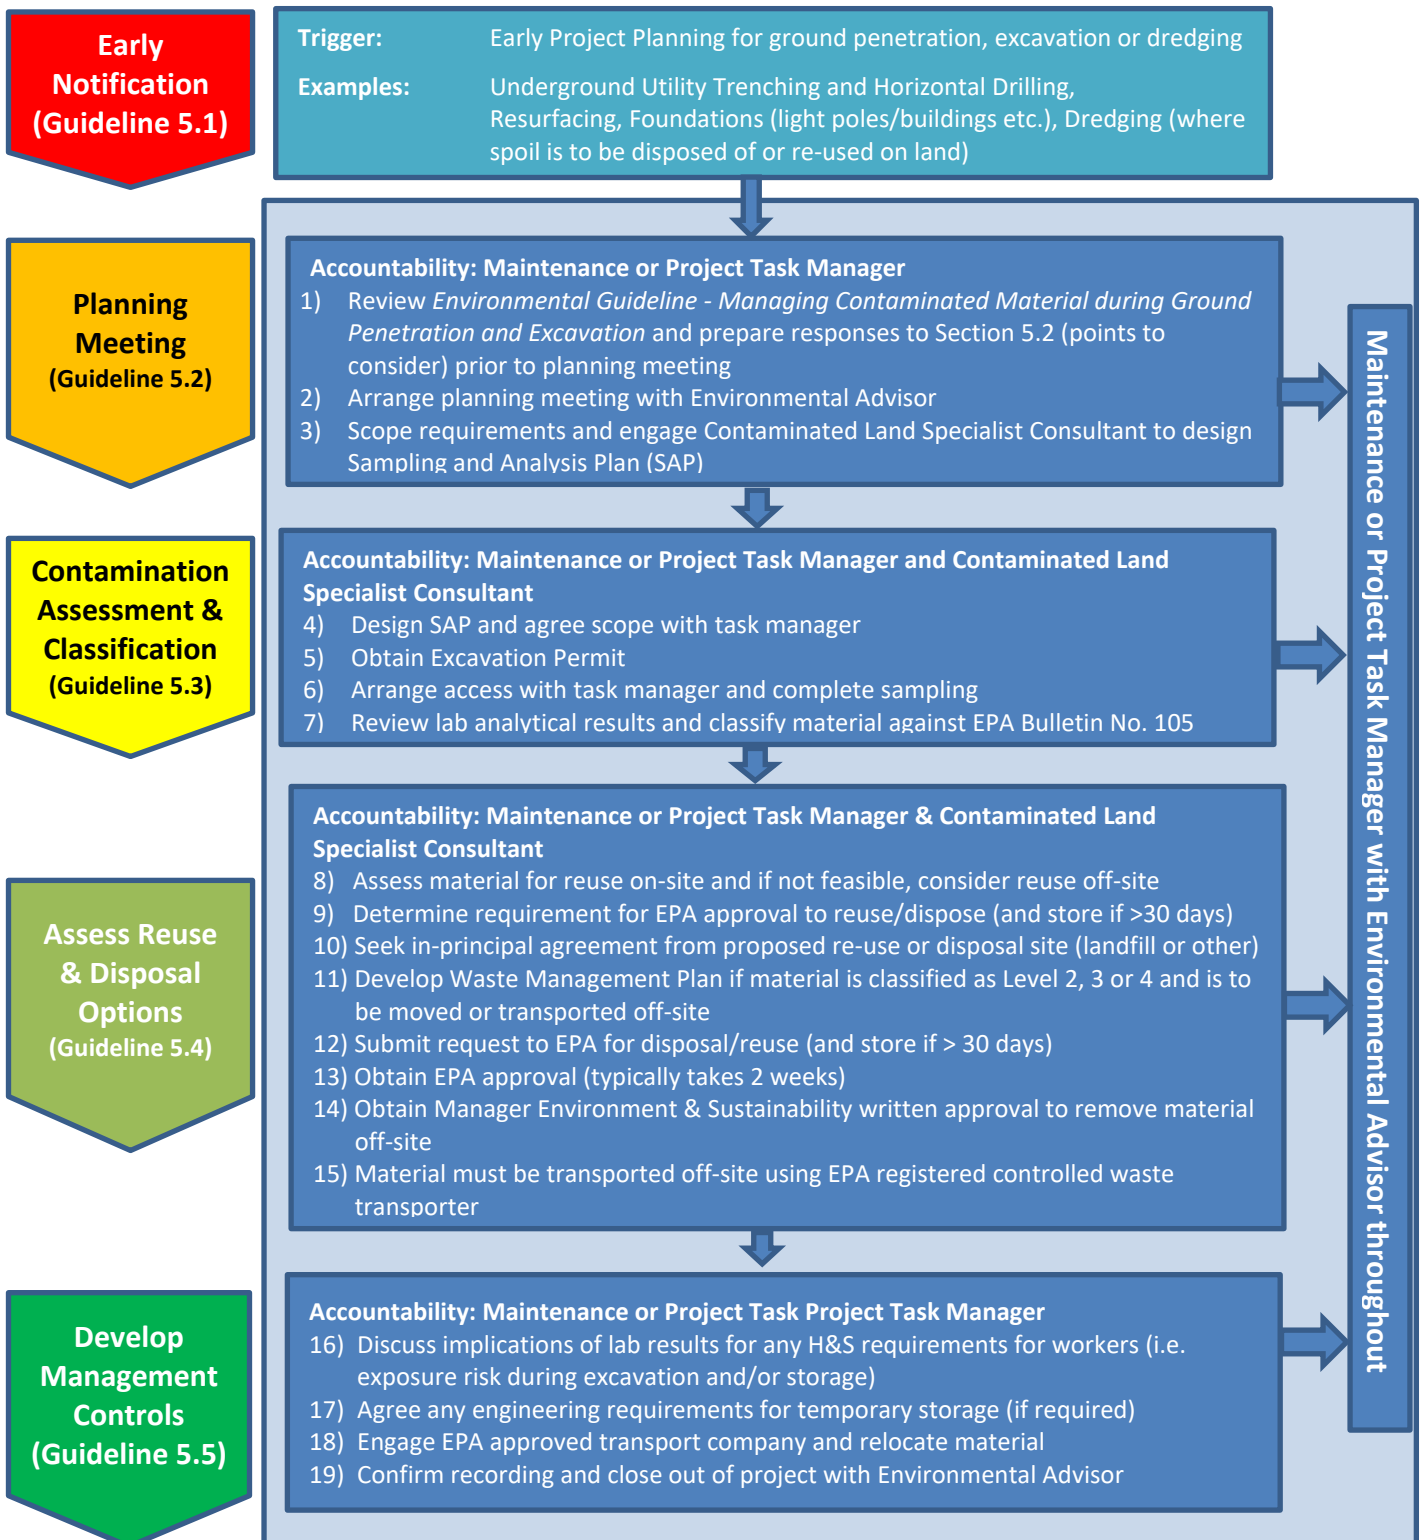 Early
Notification
(Guideline 5.1)
Trigger: Early Project Planning for ground penetration, excavation or dredging
Examples: Underground Utility Trenching and Horizontal Drilling,
Resurfacing, Foundations (light poles/buildings etc.), Dredging (where
spoil is to be disposed of or re-used on land)
Planning
Meeting
(Guideline 5.2)
Accountability: Maintenance or Project Task Manager
1) Review Environmental Guideline - Managing Contaminated Material during Ground
Penetration and Excavation and prepare responses to Section 5.2 (points to
consider) prior to planning meeting
2) Arrange planning meeting with Environmental Advisor
3) Scope requirements and engage Contaminated Land Specialist Consultant to design
Sampling and Analysis Plan (SAP)
Contamination
Assessment &
Classification
(Guideline 5.3)
Accountability: Maintenance or Project Task Manager and Contaminated Land
Specialist Consultant
4) Design SAP and agree scope with task manager
5) Obtain Excavation Permit
6) Arrange access with task manager and complete sampling
7) Review lab analytical results and classify material against EPA Bulletin No. 105
Assess Reuse
& Disposal
Options
(Guideline 5.4)
Accountability: Maintenance or Project Task Manager & Contaminated Land
Specialist Consultant
8) Assess material for reuse on-site and if not feasible, consider reuse off-site
9) Determine requirement for EPA approval to reuse/dispose (and store if >30 days)
10) Seek in-principal agreement from proposed re-use or disposal site (landfill or other)
11) Develop Waste Management Plan if material is classified as Level 2, 3 or 4 and is to
be moved or transported off-site
12) Submit request to EPA for disposal/reuse (and store if > 30 days)
13) Obtain EPA approval (typically takes 2 weeks)
14) Obtain Manager Environment & Sustainability written approval to remove material
off-site
15) Material must be transported off-site using EPA registered controlled waste
transporter
Develop
Management
Controls
(Guideline 5.5)
Accountability: Maintenance or Project Task Project Task Manager
16) Discuss implications of lab results for any H&S requirements for workers (i.e.
exposure risk during excavation and/or storage)
17) Agree any engineering requirements for temporary storage (if required)
18) Engage EPA approved transport company and relocate material
19) Confirm recording and close out of project with Environmental Advisor
Maintenance or Project Task Manager with Environmental Advisor throughout